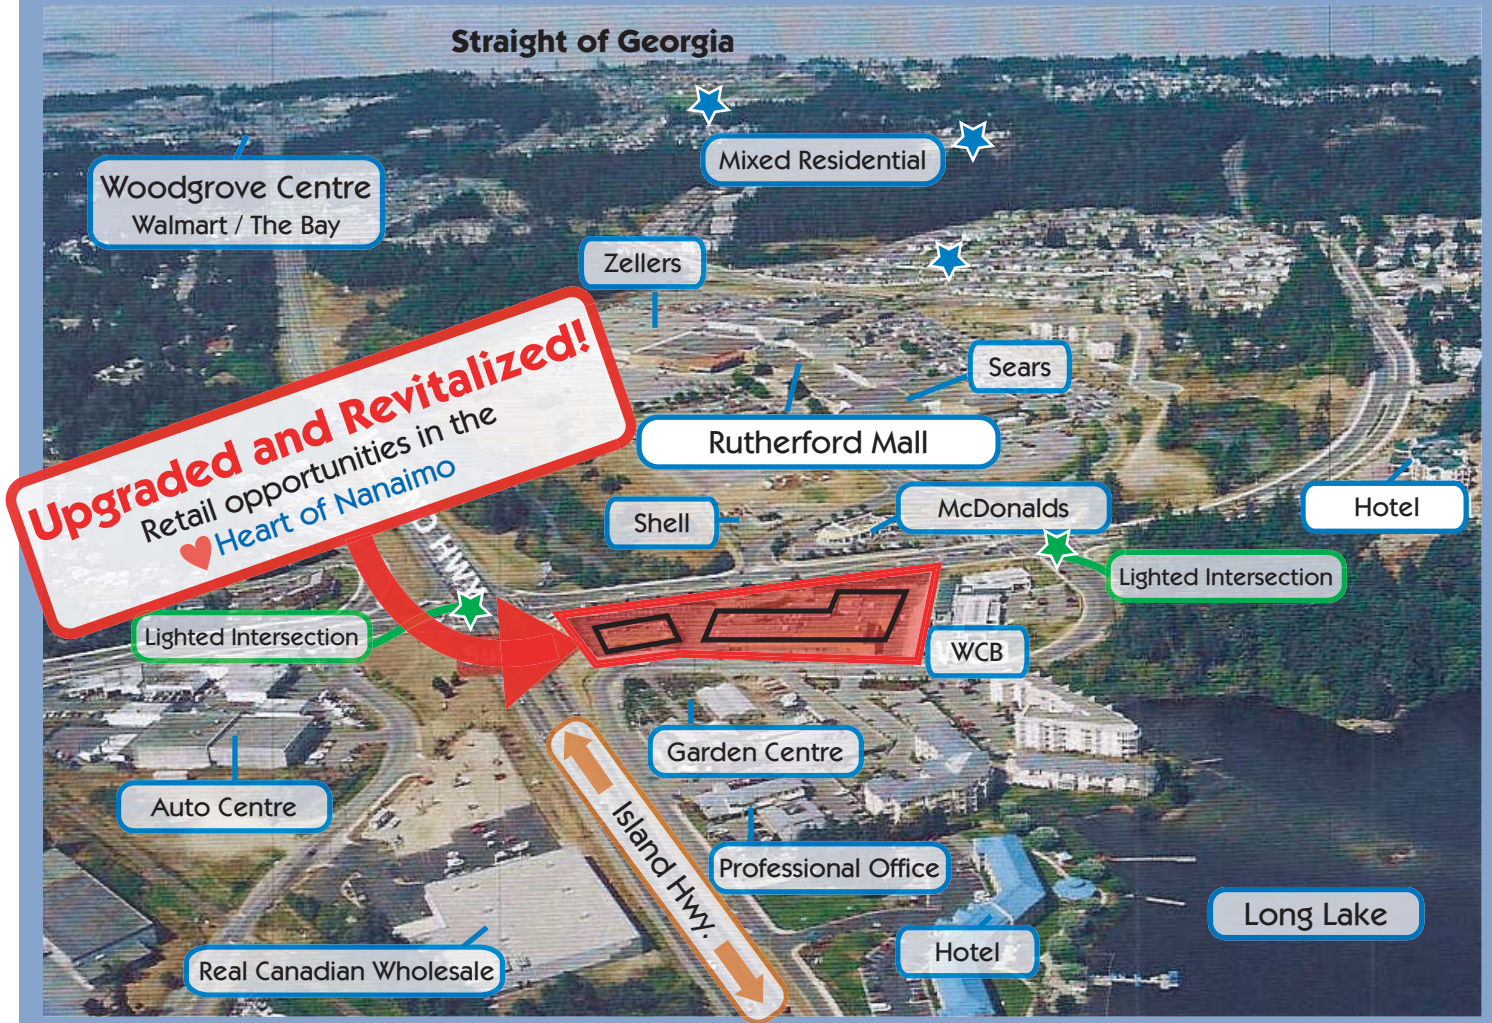 Straight of Georgia
Mixed Residential
Woodgrove Centre
Walmart / The Bay
Zellers
Upgraded and Revitalized!
Retail opportunities in the
Heart of Nanaimo
Sears
Rutherford Mall
Hotel
McDonalds
Shell
HWY
Lighted Intersection
Lighted Intersection
WCB
Garden Centre
Auto Centre
Island Hwy.
Professional Office
Long Lake
Hotel
Real Canadian Wholesale